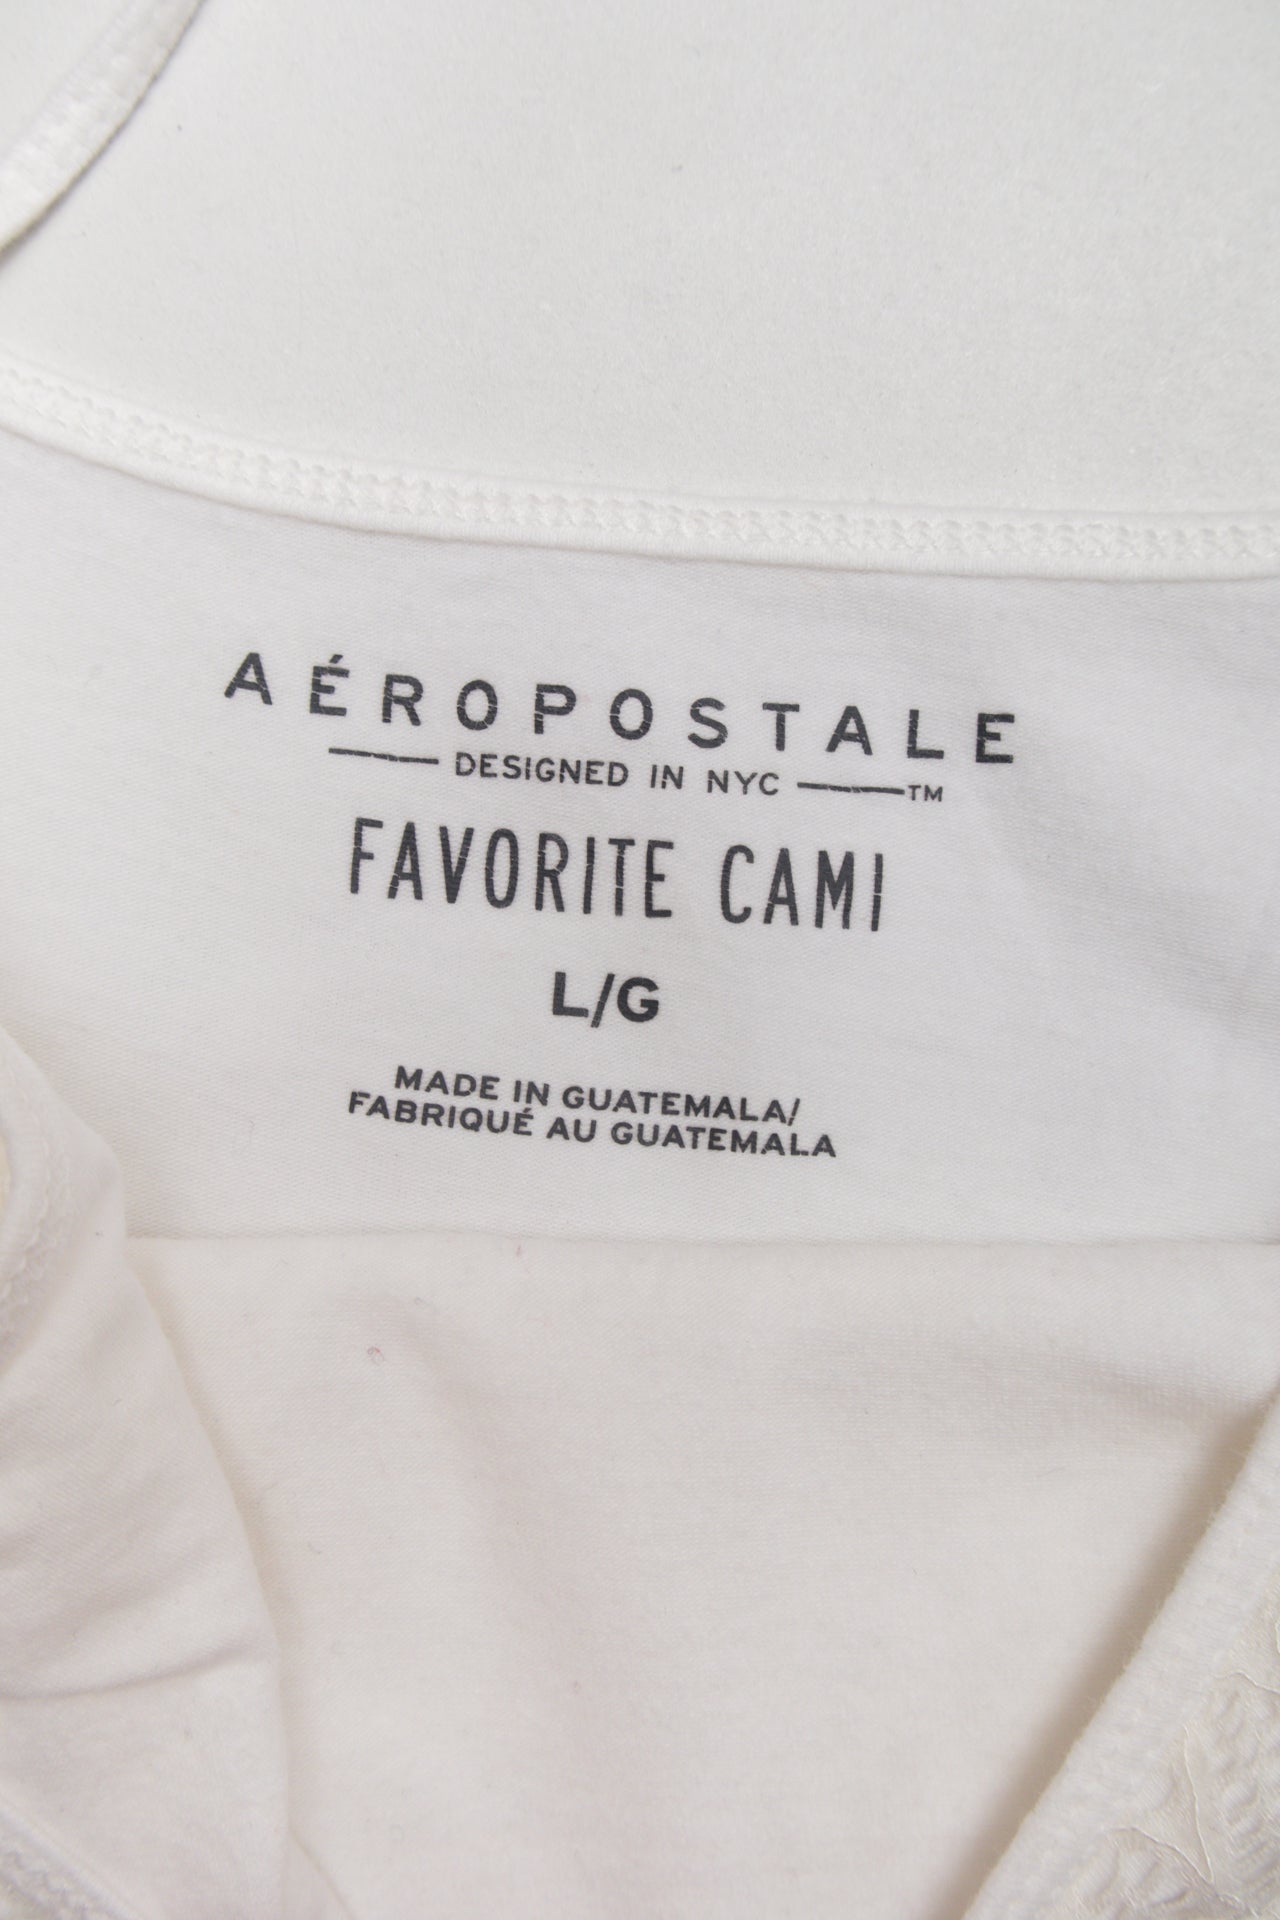 AÉROPOSTALE
DESIGNED IN NYC TM
FAVORITE CAMI
L/G
MADE IN GUATEMALA/
FABRIQUÉ AU GUATEMALA